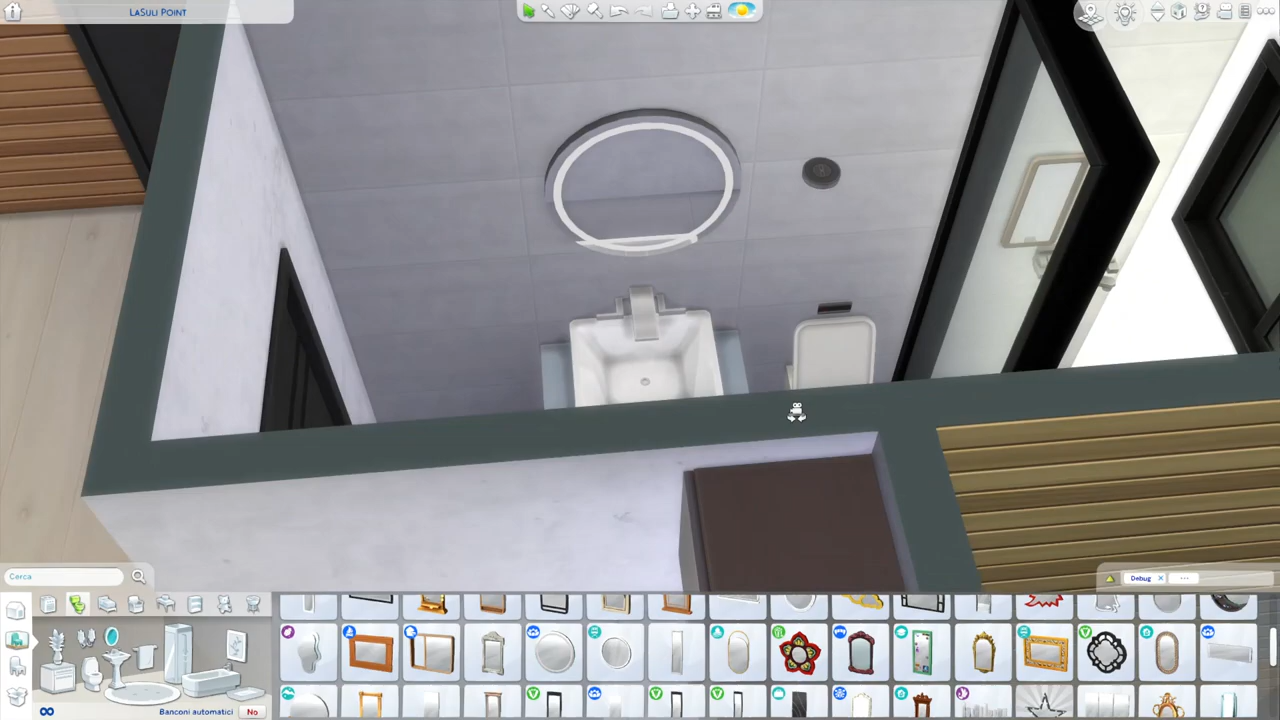 LaSuli Point
Cerca
Debug
Banconi automatici
No